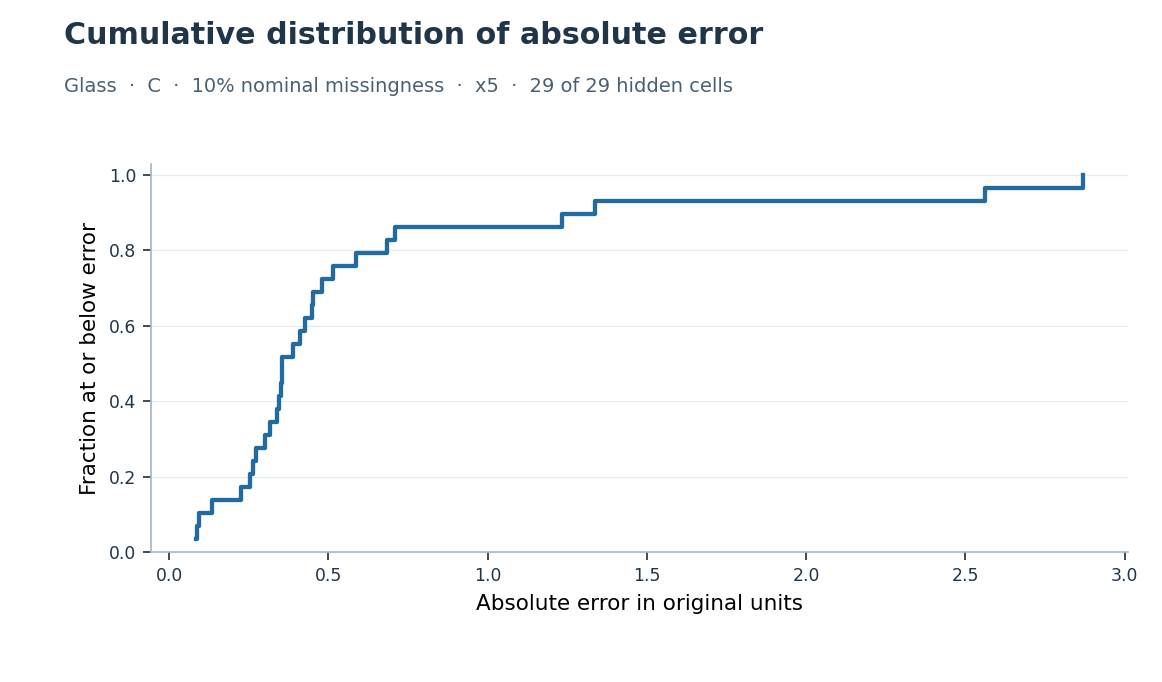 Cumulative distribution of absolute error
Glass · C · 10% nominal missingness · x5 · 29 of 29 hidden cells
Fraction at or below error
1.0
0.8
0.6
0.4
0.2
0.0
0.0 0.5 1.0 1.5 2.0 2.5 3.0
Absolute error in original units